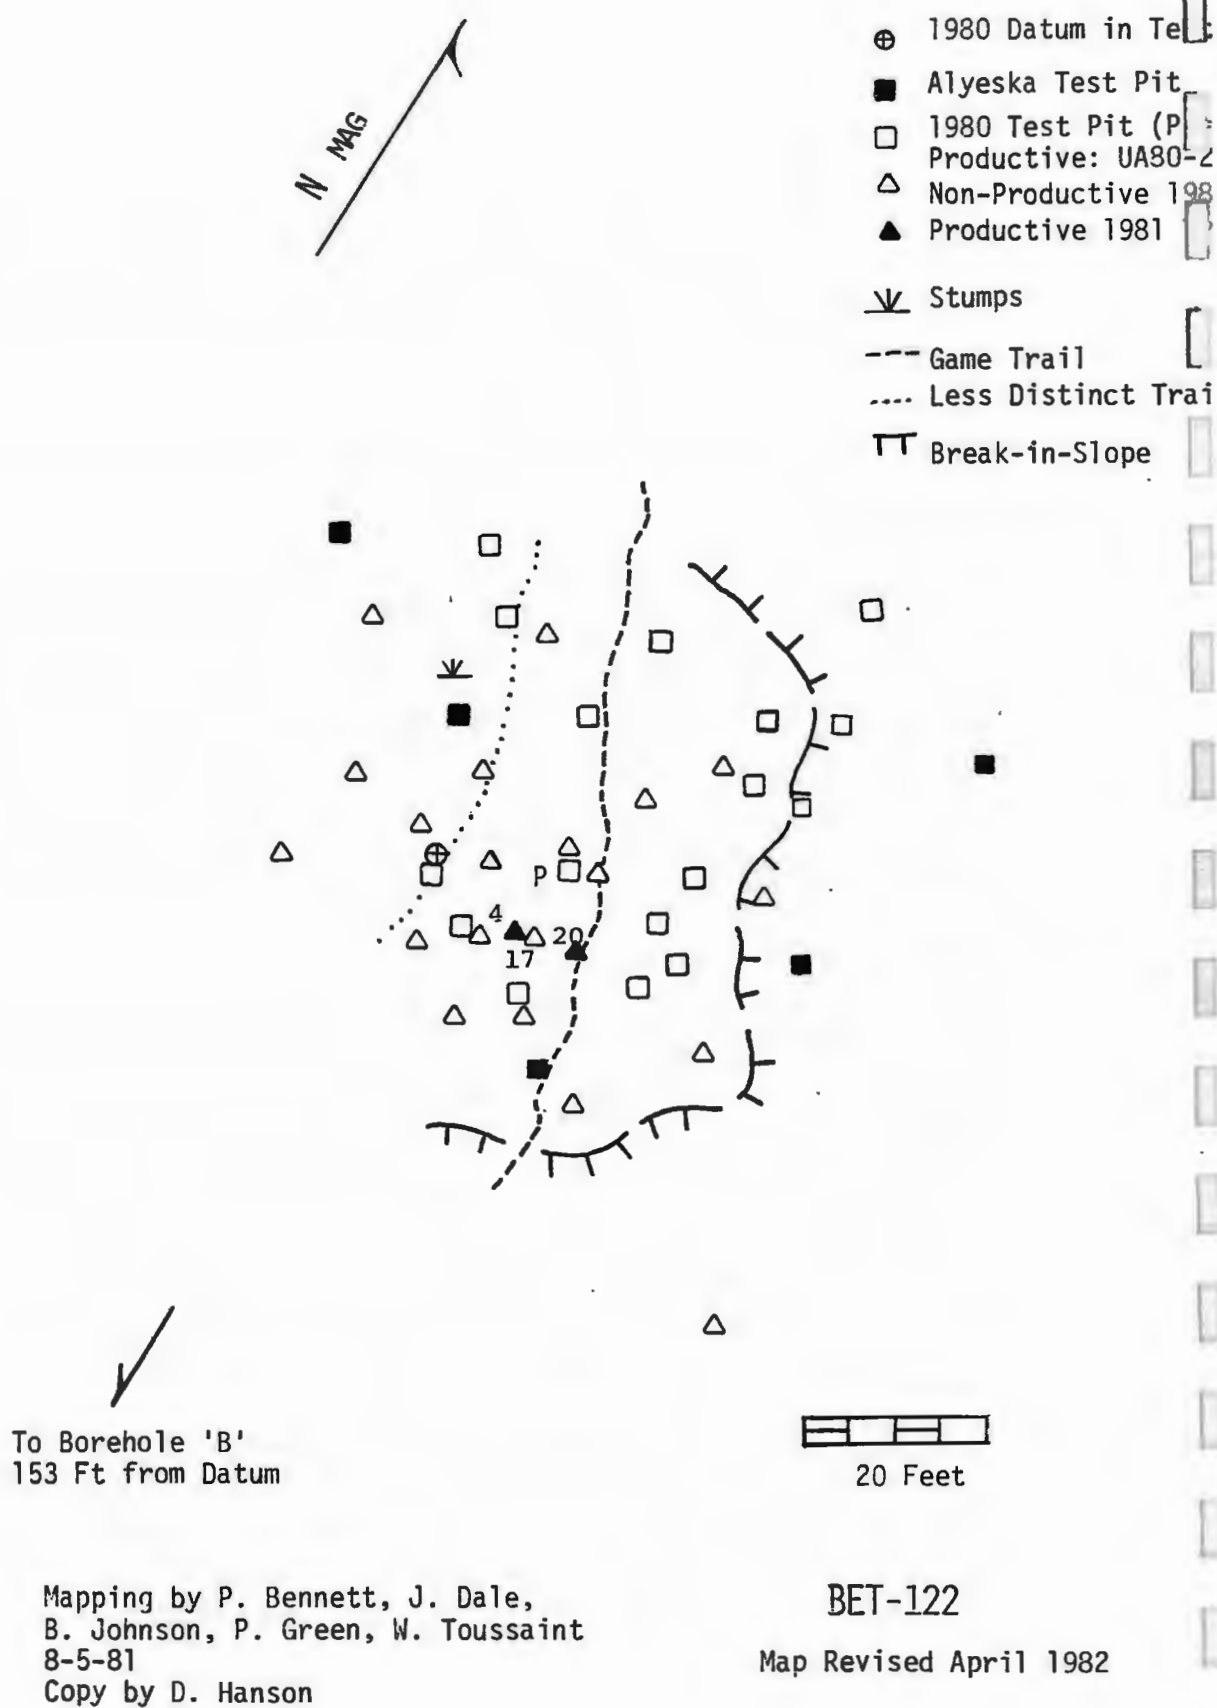 1980 Datum in Te
Alyeska Test Pit
1980 Test Pit (P
Productive: UA80-2
Non-Productive 198
Productive 1981
Stumps
Game Trail
Less Distinct Trai
Break-in-Slope
N MAG
P
4
20
17
To Borehole 'B'
153 Ft from Datum
20 Feet
Mapping by P. Bennett, J. Dale,
B. Johnson, P. Green, W. Toussaint
8-5-81
Copy by D. Hanson
BET-122
Map Revised April 1982